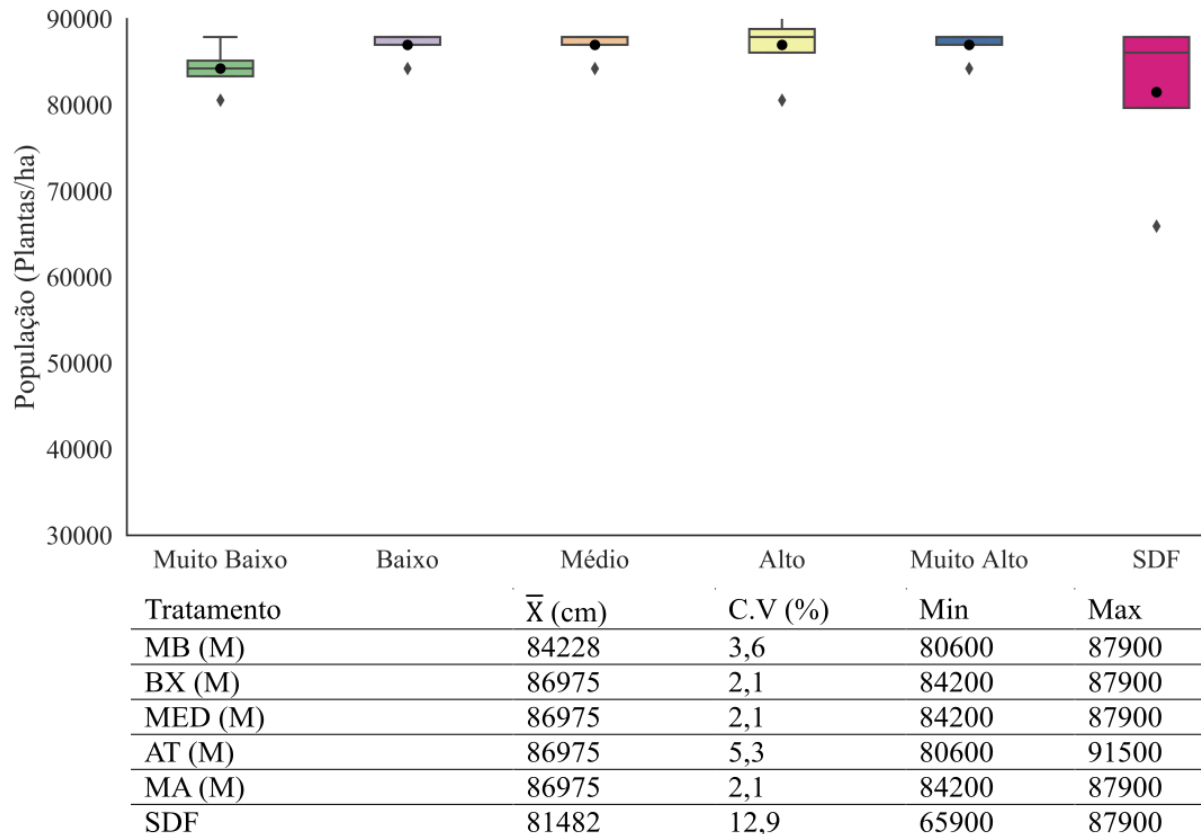 90000
80000
70000
60000
50000
40000
30000
População (Plantas/ha)
Muito Baixo Baixo Médio Alto Muito Alto SDF
Tratamento X̅ (cm) C.V (%) Min Max
MB (M) 84228 3,6 80600 87900
BX (M) 86975 2,1 84200 87900
MED (M) 86975 2,1 84200 87900
AT (M) 86975 5,3 80600 91500
MA (M) 86975 2,1 84200 87900
SDF 81482 12,9 65900 87900